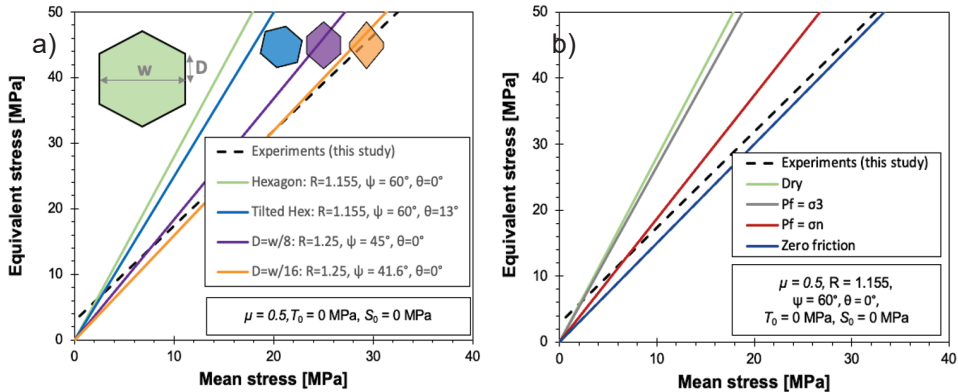 a)
Equivalent stress [MPa]
50
40
30
20
10
0
w
D
Experiments (this study)
Hexagon: R=1.155, ψ = 60°, θ=0°
Tilted Hex: R=1.155, ψ = 60°, θ=13°
D=w/8: R=1.25, ψ = 45°, θ=0°
D=w/16: R=1.25, ψ = 41.6°, θ=0°
μ = 0.5,T₀ = 0 MPa, S₀ = 0 MPa
0
10
20
30
40
Mean stress [MPa]
b)
Equivalent stress [MPa]
50
40
30
20
10
0
Experiments (this study)
Dry
Pf = σ3
Pf = σn
Zero friction
μ = 0.5, R = 1.155,
ψ = 60°, θ = 0°,
T₀ = 0 MPa, S₀ = 0 MPa
0
10
20
30
40
Mean stress [MPa]